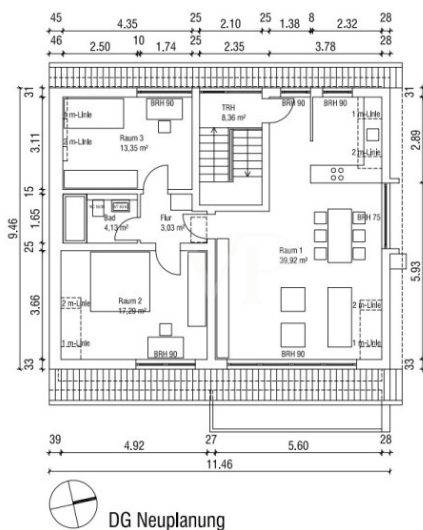 45 4.35 25 2.10 25 1.38 8 2.32 28
46 2.50 10 1.74 25 2.35 3.78 28
31 3.11 15 1.65 25 3.66 33
9.46
31 2.89 5.93 33
BRH 90
TRH
8,36 m²
BRH 90
BRH 90
1 m-Linie
2 m-Linie
Raum 3
13,35 m²
1 m-Linie
2 m-Linie
Bad
4,13 m²
Flur
3,03 m²
BRH 75
Raum 1
39,92 m²
VP
Raum 2
17,29 m²
2 m-Linie
1 m-Linie
BRH 90
BRH 90
2 m-Linie
1 m-Linie
39 4.92 27 5.60 28
11.46
DG Neuplanung